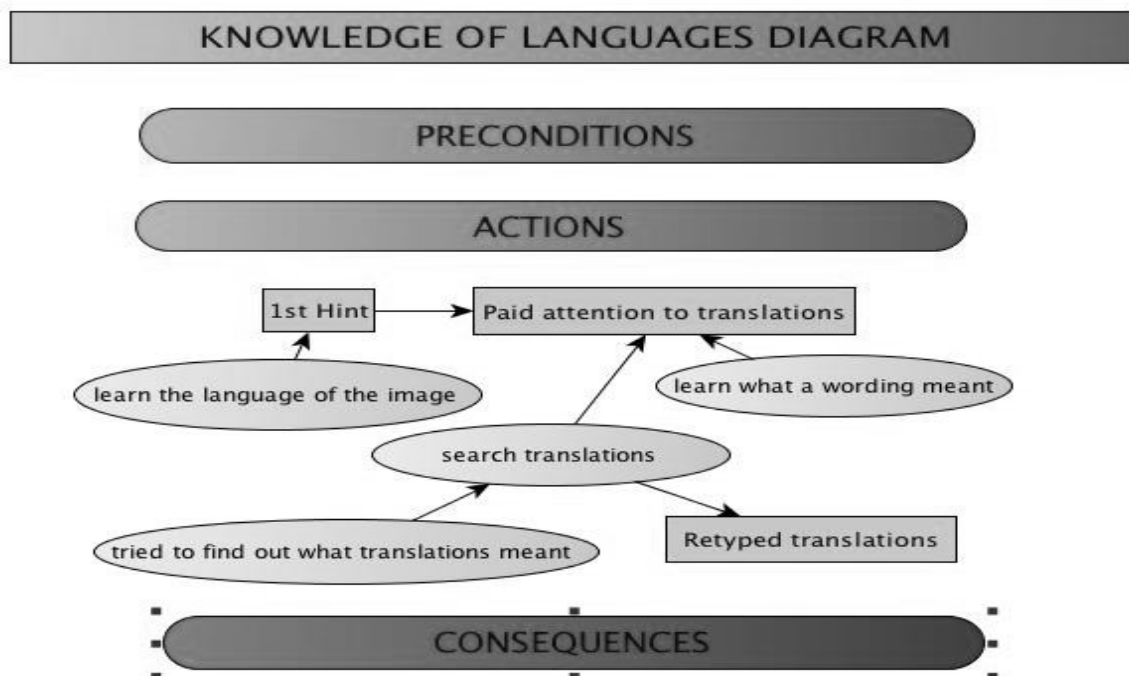 KNOWLEDGE OF LANGUAGES DIAGRAM
PRECONDITIONS
ACTIONS
1st Hint
Paid attention to translations
learn the language of the image
learn what a wording meant
search translations
tried to find out what translations meant
Retyped translations
CONSEQUENCES